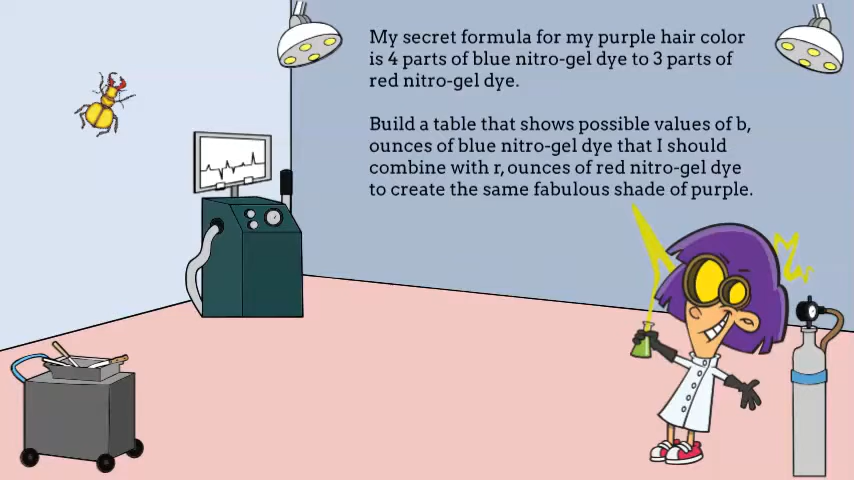 My secret formula for my purple hair color
is 4 parts of blue nitro-gel dye to 3 parts of
red nitro-gel dye.
Build a table that shows possible values of b,
ounces of blue nitro-gel dye that I should
combine with r, ounces of red nitro-gel dye
to create the same fabulous shade of purple.